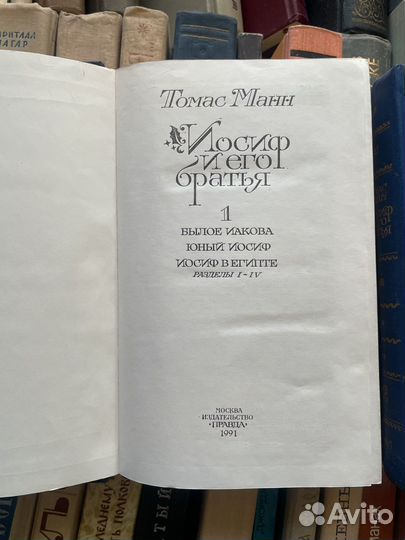 Томас Манн
Иосиф
и его
братья
1
Былое Иакова
Юный Иосиф
Иосиф в Египте
Разделы I–IV
Москва
Издательство
«Правда»
1991
Avito